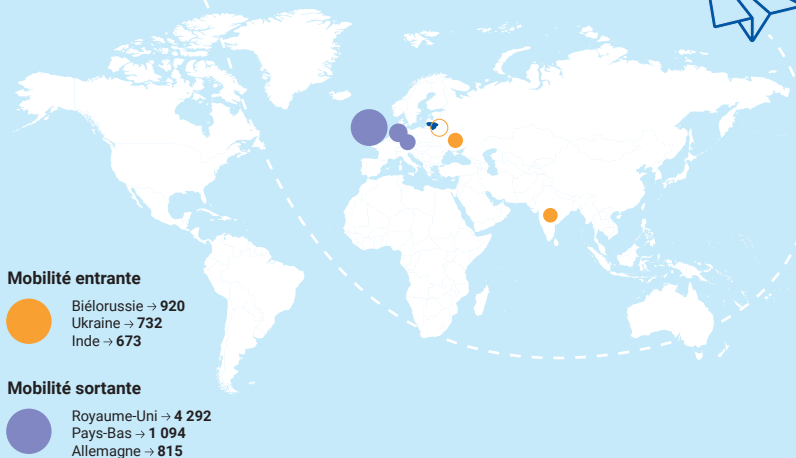 Mobilité entrante
Biélorussie → 920
Ukraine → 732
Inde → 673
Mobilité sortante
Royaume-Uni → 4 292
Pays-Bas → 1 094
Allemagne → 815